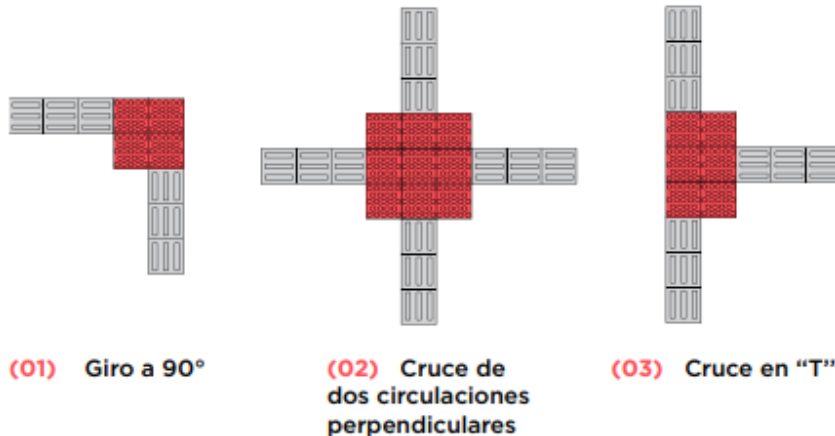 (01) Giro a 90°
(02) Cruce de
dos circulaciones
perpendiculares
(03) Cruce en “T”